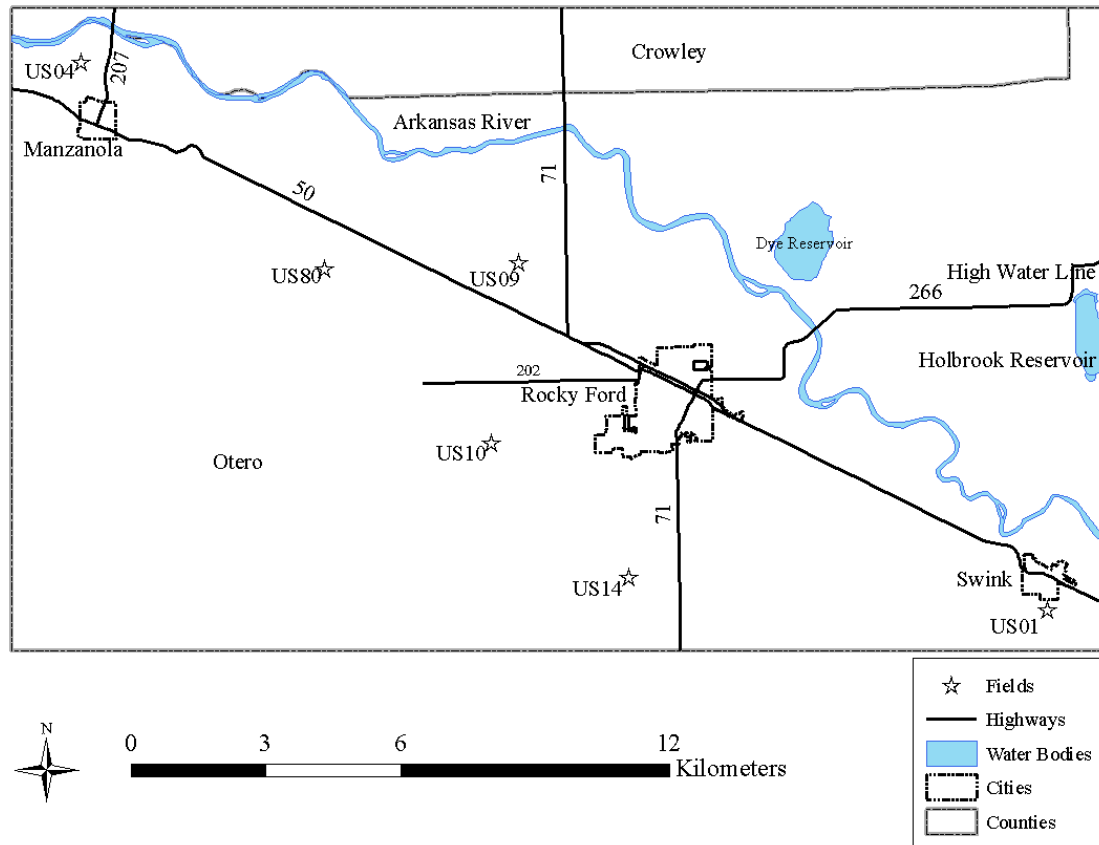 Crowley
US04
207
Arkansas River
Manzanola
71
50
Dye Reservoir
US80
US09
High Water Line
266
Holbrook Reservoir
202
Rocky Ford
US10
Otero
71
US14
Swink
US01
N
0
3
6
12
Kilometers
Fields
Highways
Water Bodies
Cities
Counties